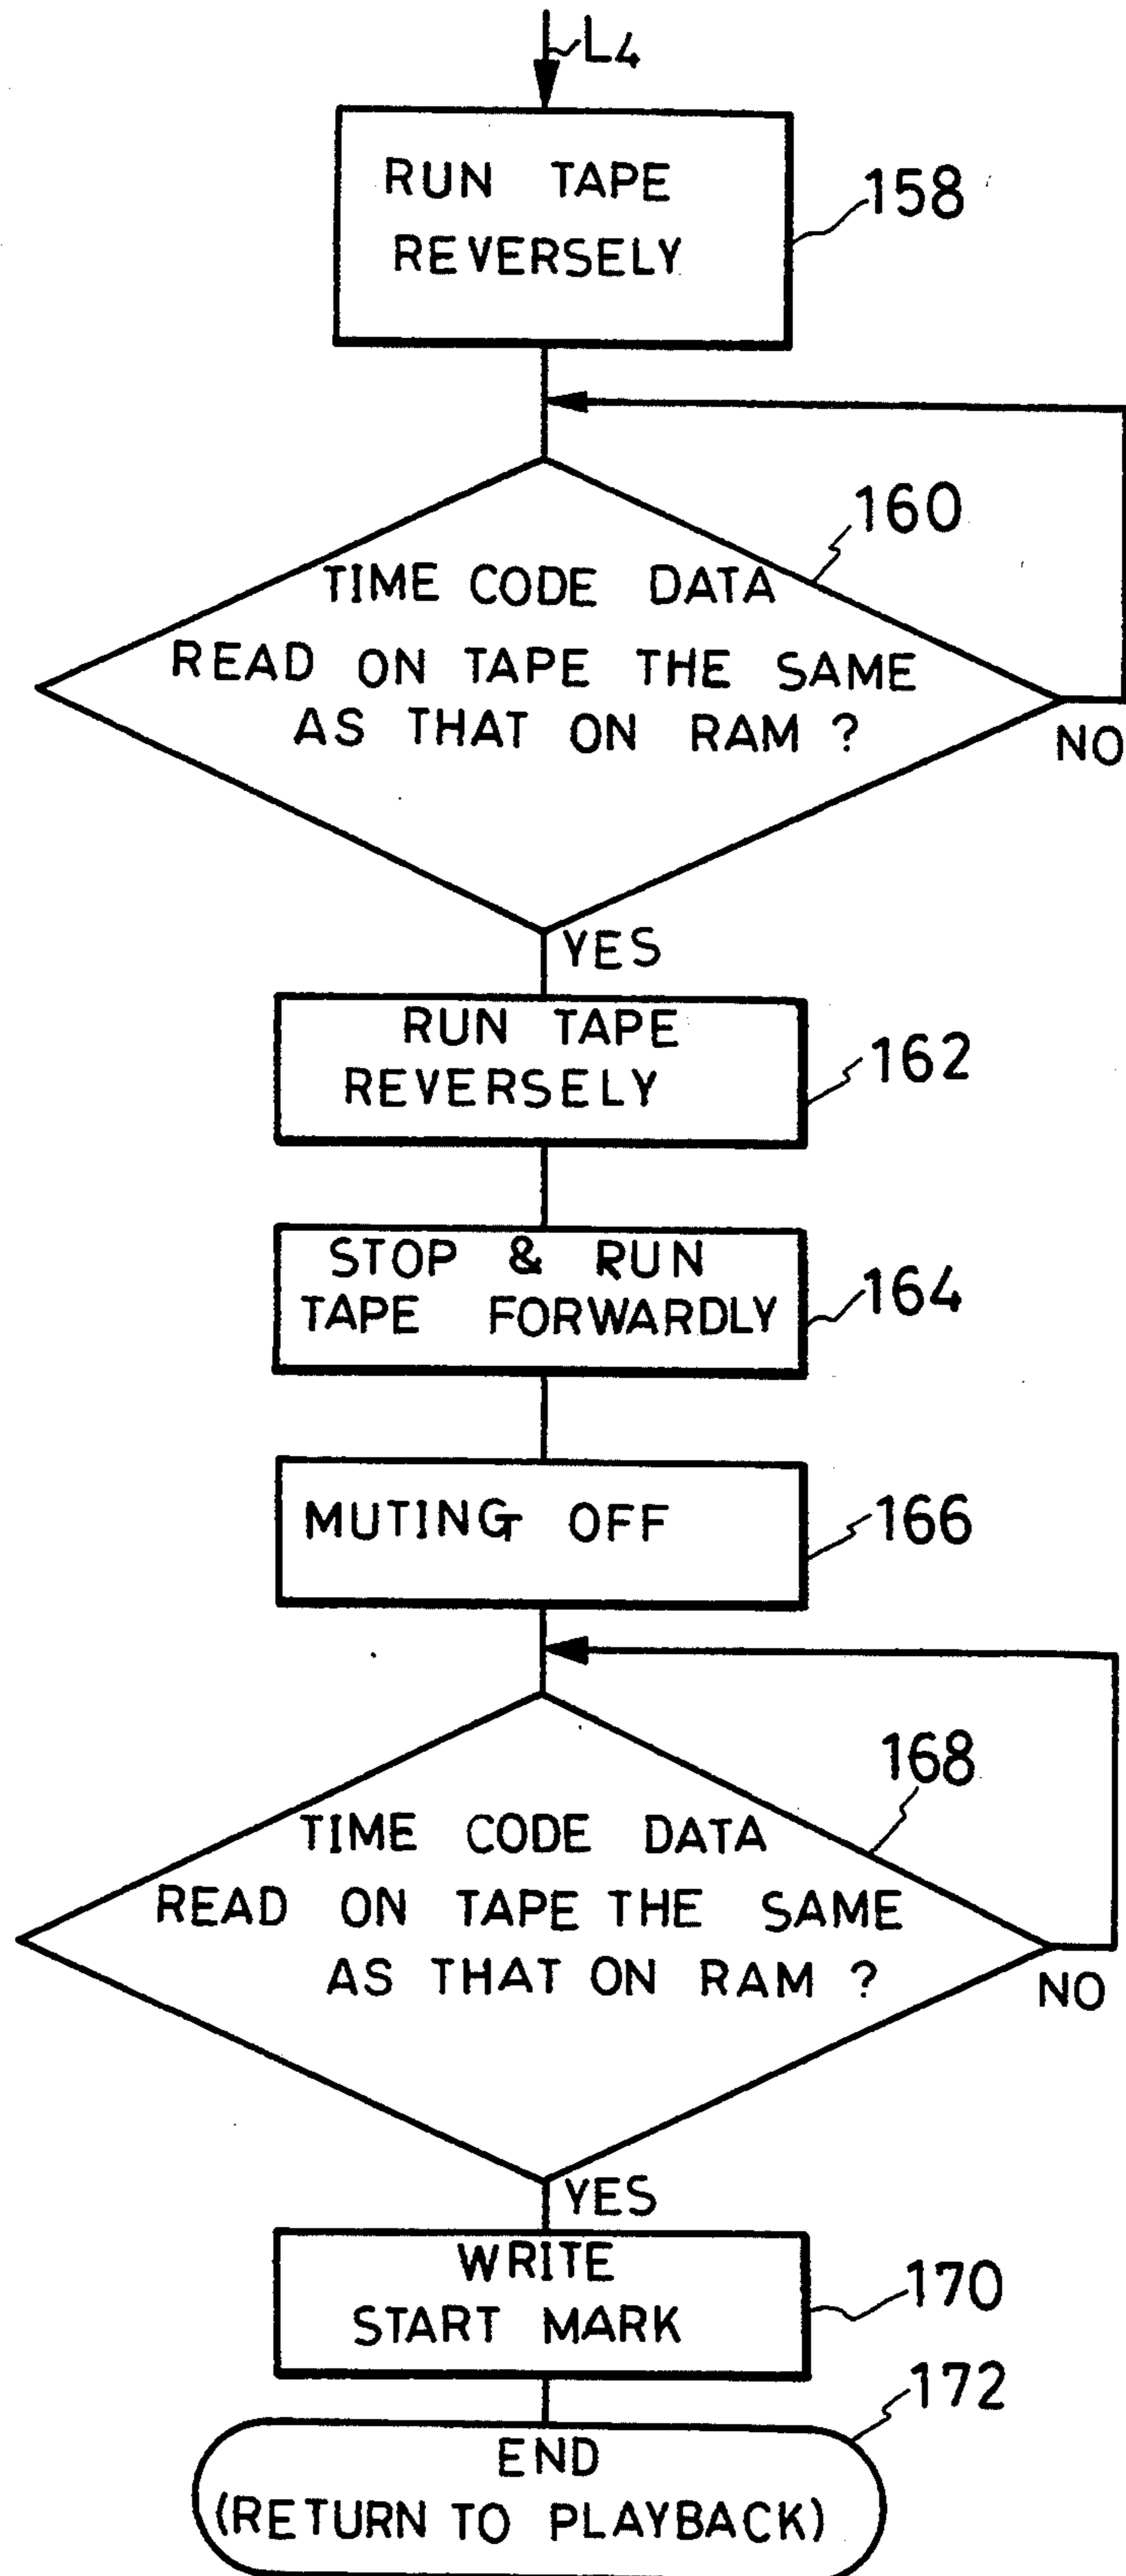 L4
RUN TAPE
REVERSELY
158
160
TIME CODE DATA
READ ON TAPE THE SAME
AS THAT ON RAM ?
NO
YES
RUN TAPE
REVERSELY
162
STOP & RUN
TAPE FORWARDLY
164
MUTING OFF
166
168
TIME CODE DATA
READ ON TAPE THE SAME
AS THAT ON RAM ?
NO
YES
WRITE
START MARK
170
172
END
(RETURN TO PLAYBACK)